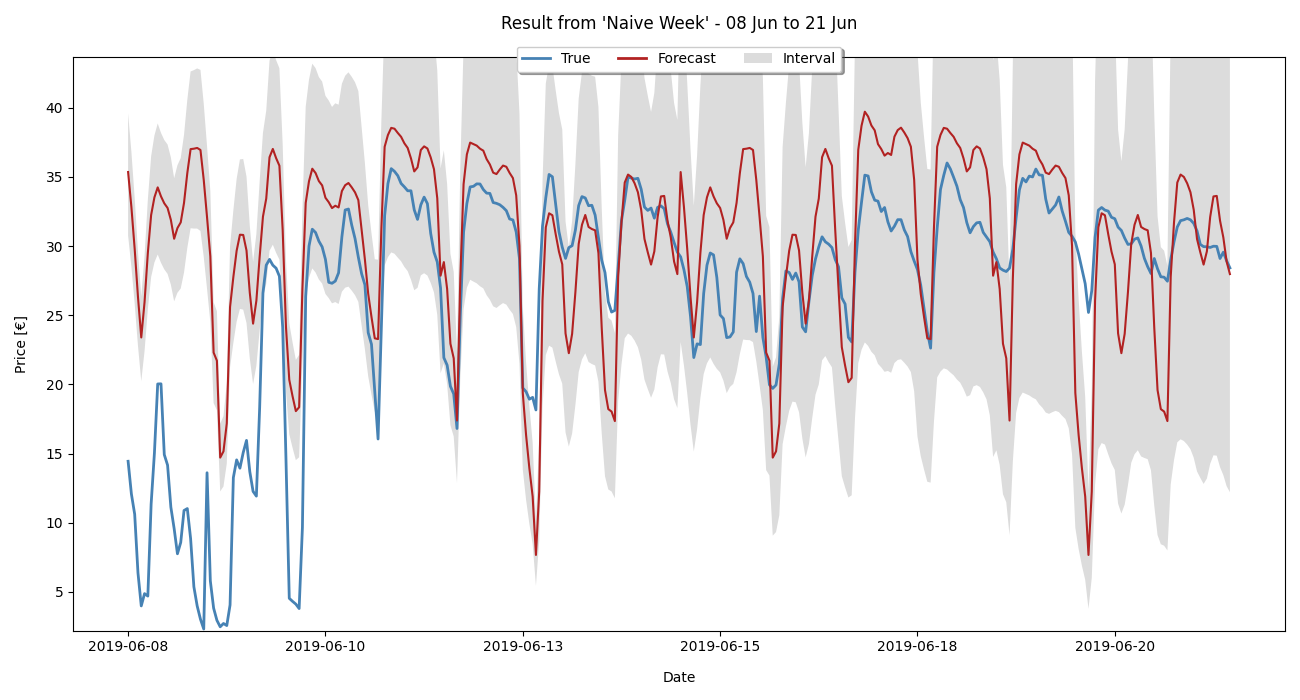 Result from 'Naive Week' - 08 Jun to 21 Jun
True Forecast Interval
40
35
30
25
20
15
10
5
Price [€]
2019-06-08 2019-06-10 2019-06-13 2019-06-15 2019-06-18 2019-06-20
Date